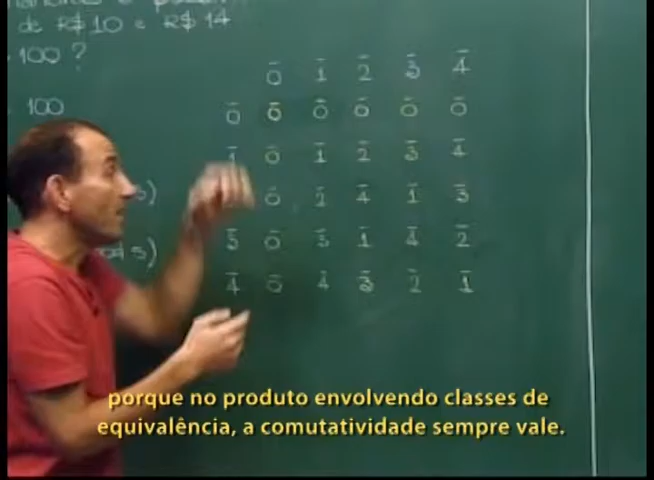 de R$10 e R$14
100 ?
100
s)
mod 5)
0̄ 1̄ 2̄ 3̄ 4̄
0̄ 0̄ 0̄ 0̄ 0̄ 0̄
1̄ 0̄ 1̄ 2̄ 3̄ 4̄
0̄ 2̄ 4̄ 1̄ 3̄
3̄ 0̄ 3̄ 1̄ 4̄ 2̄
4̄ 0̄ 4̄ 3̄ 2̄ 1̄
porque no produto envolvendo classes de
equivalência, a comutatividade sempre vale.